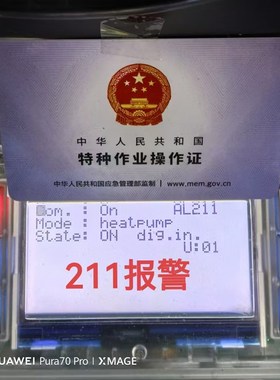 中华人民共和国
特种作业操作证
中华人民共和国应急管理部监制 | www.mem.gov.cn
Com. : On AL211
Mode : heatpump
State: ON dig.in.
U:01
211报警
HUAWEI Pura70 Pro | XMAGE